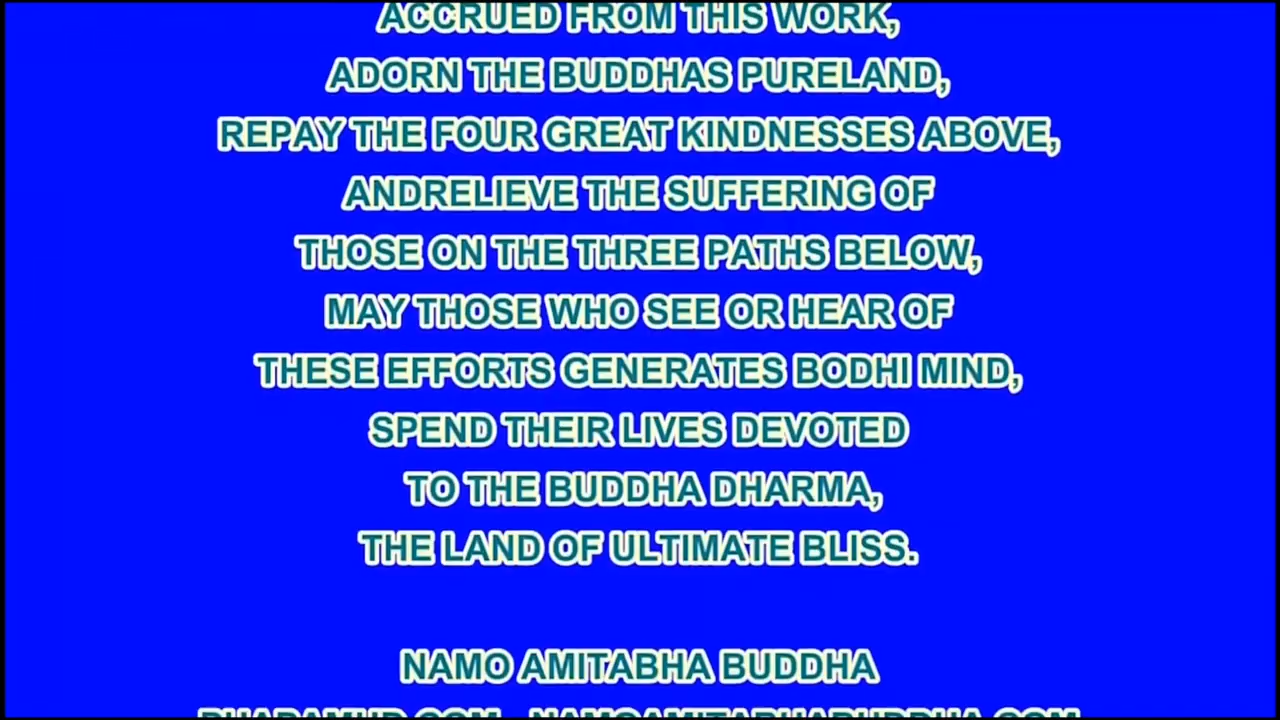 ACCRUED FROM THIS WORK,
ADORN THE BUDDHAS PURELAND,
REPAY THE FOUR GREAT KINDNESSES ABOVE,
ANDRELIEVE THE SUFFERING OF
THOSE ON THE THREE PATHS BELOW,
MAY THOSE WHO SEE OR HEAR OF
THESE EFFORTS GENERATES BODHI MIND,
SPEND THEIR LIVES DEVOTED
TO THE BUDDHA DHARMA,
THE LAND OF ULTIMATE BLISS.
NAMO AMITABHA BUDDHA